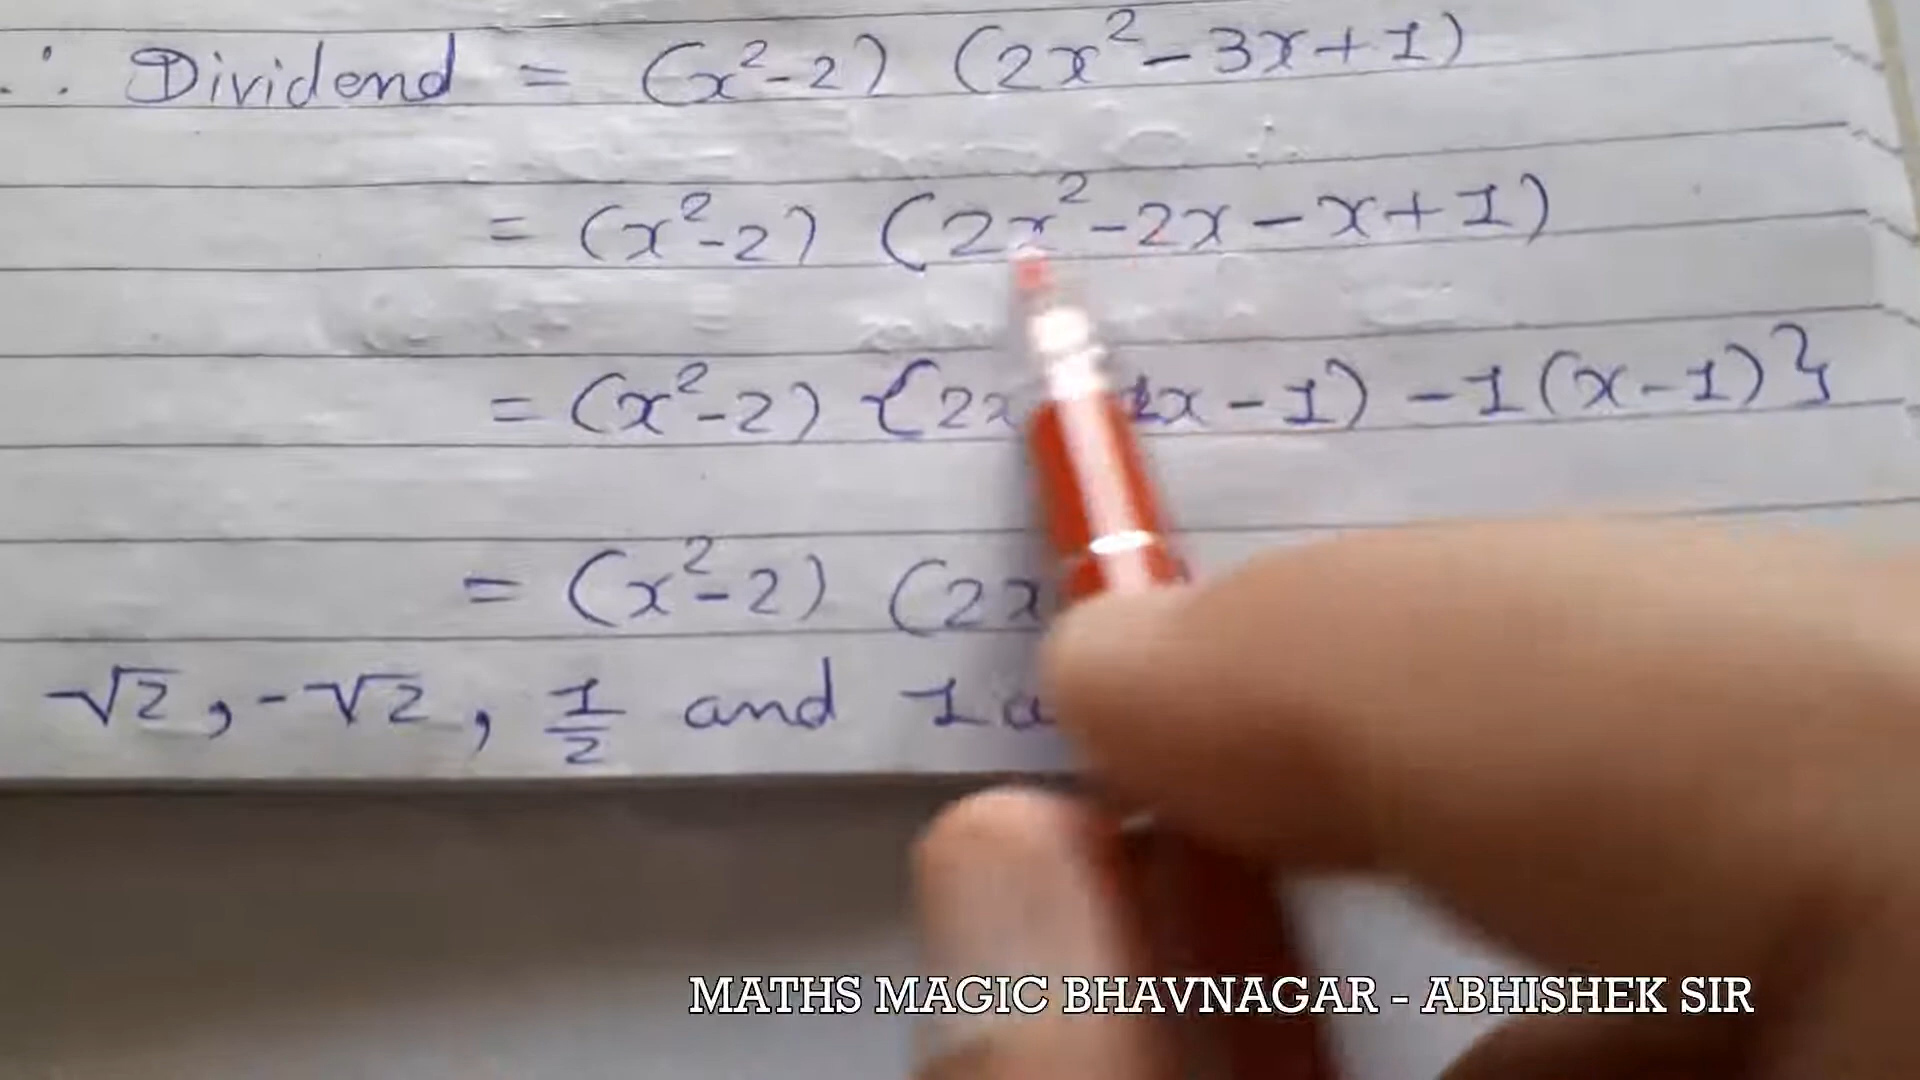 ∴ Dividend = (x²-2) (2x²-3x+1)
= (x²-2) (2x²-2x-x+1)
= (x²-2) {2x 1x-1) -1(x-1)}
= (x²-2) (2x
√2, -√2, 1/2 and 1 a
MATHS MAGIC BHAVNAGAR - ABHISHEK SIR